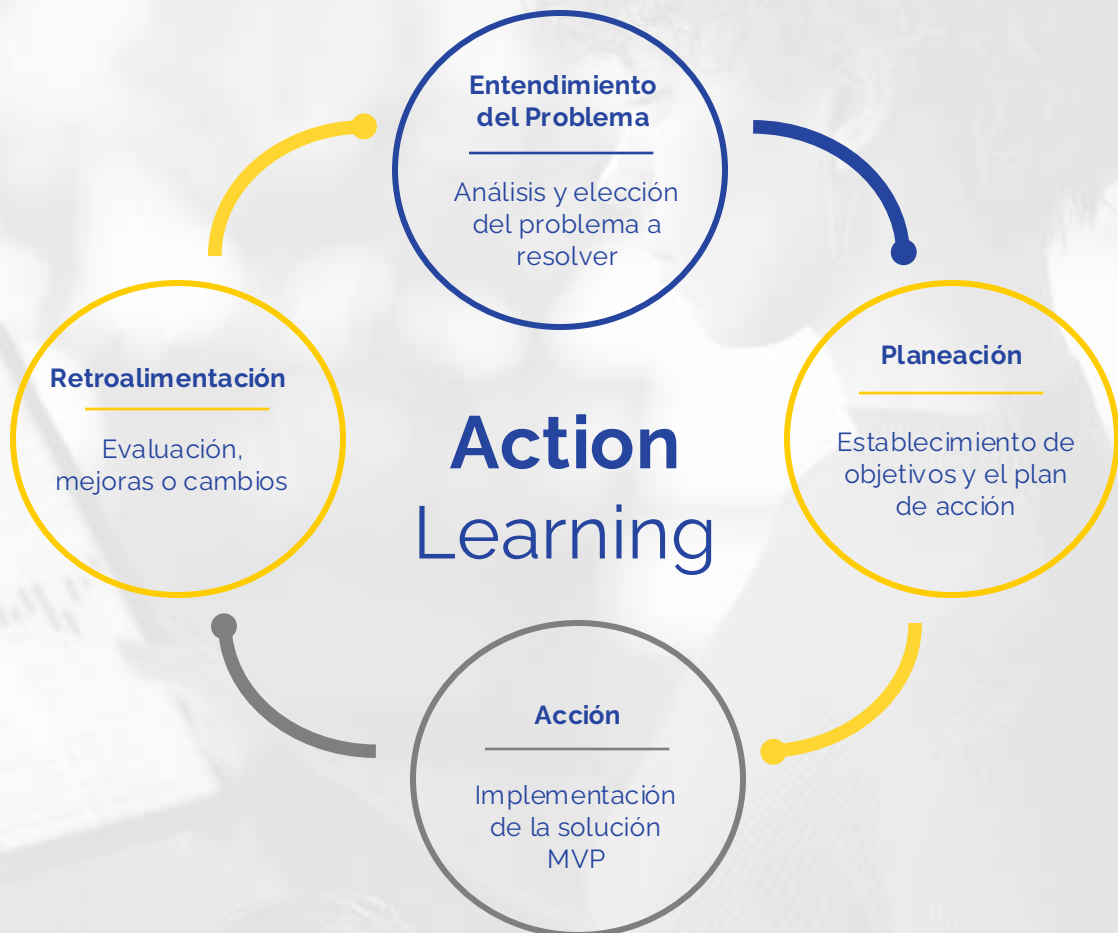 Entendimiento
del Problema
Análisis y elección
del problema a
resolver
Planeación
Establecimiento de
objetivos y el plan
de acción
Retroalimentación
Evaluación,
mejoras o cambios
Action
Learning
Acción
Implementación
de la solución
MVP